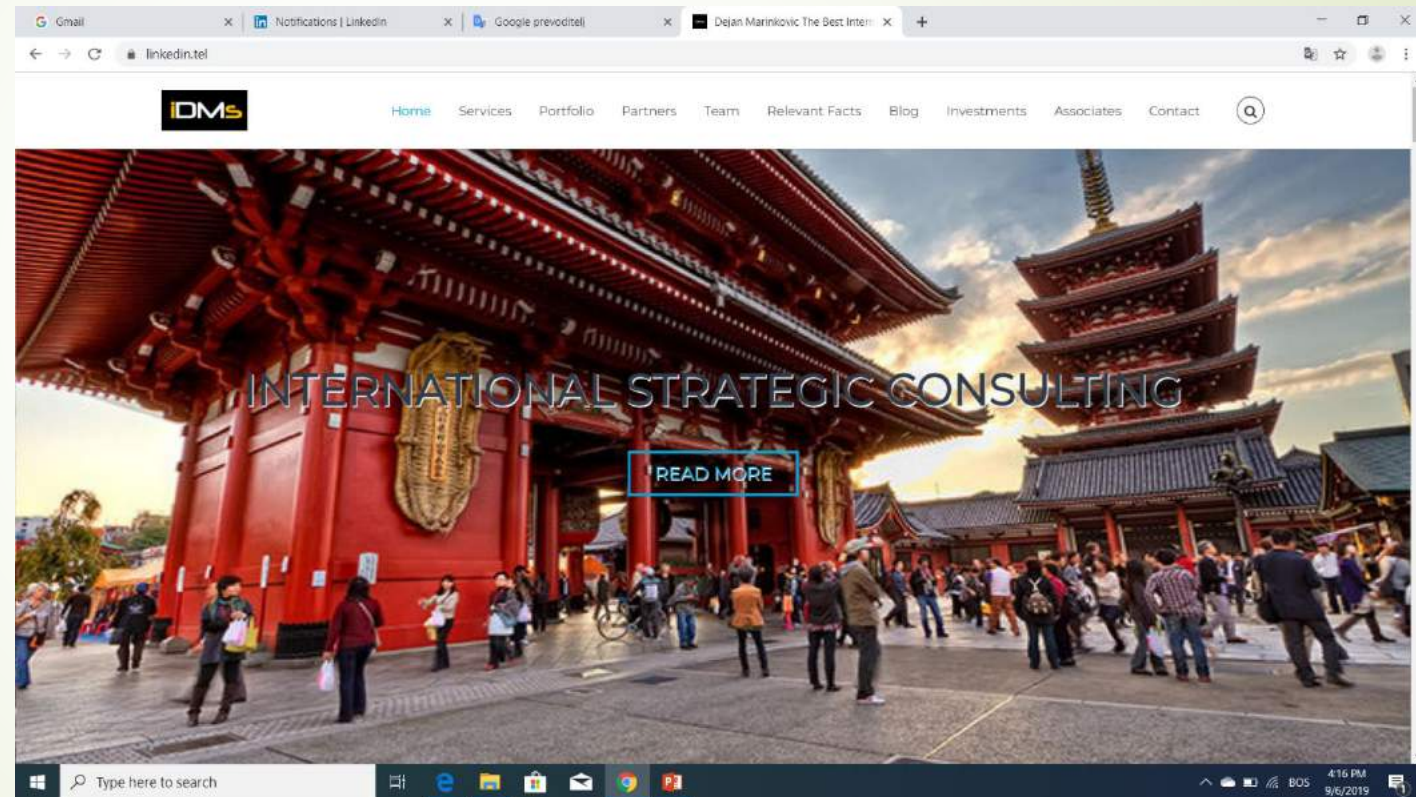 Gmail
Notifications | LinkedIn
Google prevoditelj
Dejan Marinkovic The Best Intern
linkedin.tel
iDMs
Home Services Portfolio Partners Team Relevant Facts Blog Investments Associates Contact
INTERNATIONAL STRATEGIC CONSULTING
READ MORE
Type here to search
BOS
4:16 PM
9/6/2019